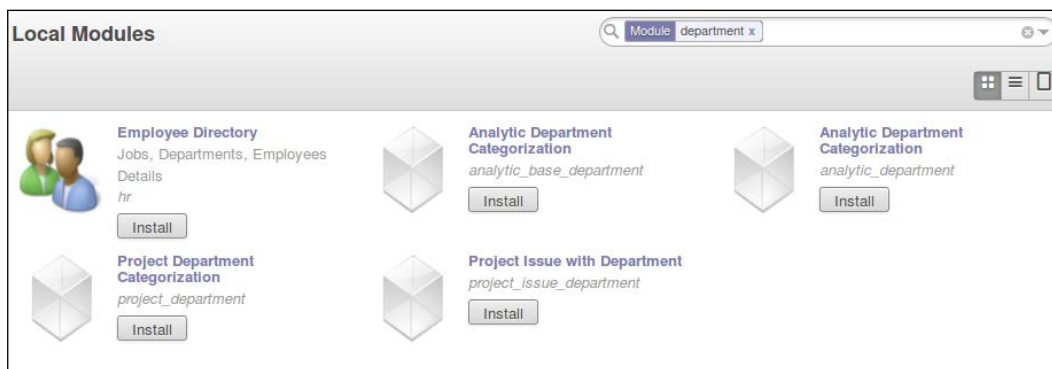 Local Modules
Module department x
Employee Directory
Jobs, Departments, Employees
Details
hr
Install
Analytic Department
Categorization
analytic_base_department
Install
Analytic Department
Categorization
analytic_department
Install
Project Department
Categorization
project_department
Install
Project Issue with Department
project_issue_department
Install